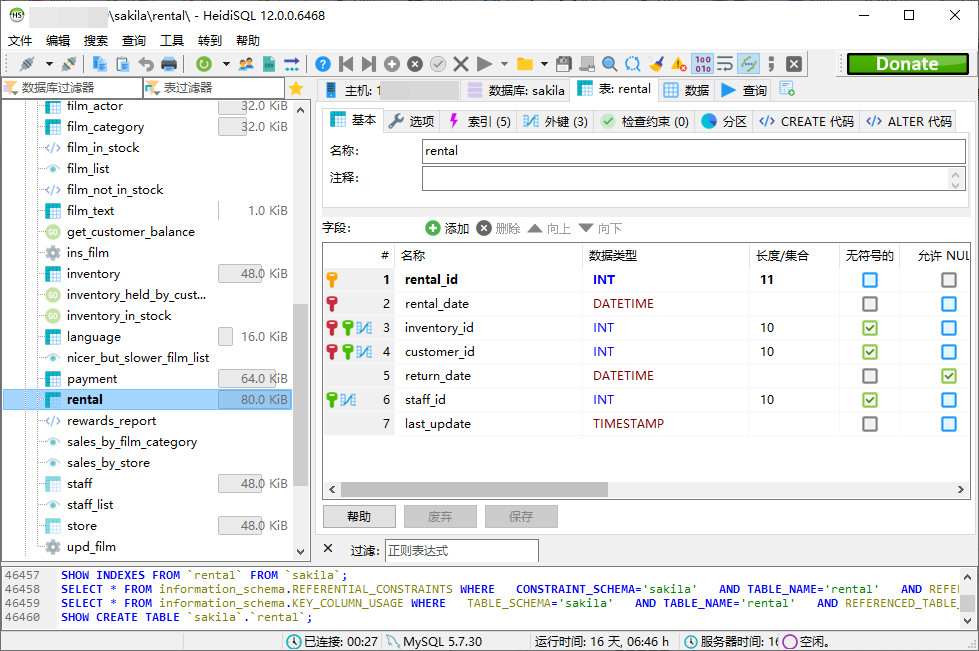 HS \sakila\rental\ - HeidiSQL 12.0.0.6468
文件 编辑 搜索 查询 工具 转到 帮助
Donate
数据库过滤器 表过滤器
主机: 1 数据库: sakila 表: rental 数据 查询
film_actor 32.0 KiB
film_category 32.0 KiB
film_in_stock
film_list
film_not_in_stock
film_text 1.0 KiB
get_customer_balance
ins_film
inventory 48.0 KiB
inventory_held_by_cust...
inventory_in_stock
language 16.0 KiB
nicer_but_slower_film_list
payment 64.0 KiB
rental 80.0 KiB
rewards_report
sales_by_film_category
sales_by_store
staff 48.0 KiB
staff_list
store 48.0 KiB
upd_film
基本 选项 索引 (5) 外键 (3) 检查约束 (0) 分区 CREATE 代码 ALTER 代码
名称: rental
注释:
字段: 添加 删除 向上 向下
# 名称 数据类型 长度/集合 无符号的 允许 NUL
1 rental_id INT 11
2 rental_date DATETIME
3 inventory_id INT 10
4 customer_id INT 10
5 return_date DATETIME
6 staff_id INT 10
7 last_update TIMESTAMP
帮助 废弃 保存
过滤: 正则表达式
46457 SHOW INDEXES FROM `rental` FROM `sakila`;
46458 SELECT * FROM information_schema.REFERENTIAL_CONSTRAINTS WHERE CONSTRAINT_SCHEMA='sakila' AND TABLE_NAME='rental' AND REFE
46459 SELECT * FROM information_schema.KEY_COLUMN_USAGE WHERE TABLE_SCHEMA='sakila' AND TABLE_NAME='rental' AND REFERENCED_TABLE_
46460 SHOW CREATE TABLE `sakila`.`rental`;
已连接: 00:27 MySQL 5.7.30 运行时间: 16 天, 06:46 h 服务器时间: 16 空闲。